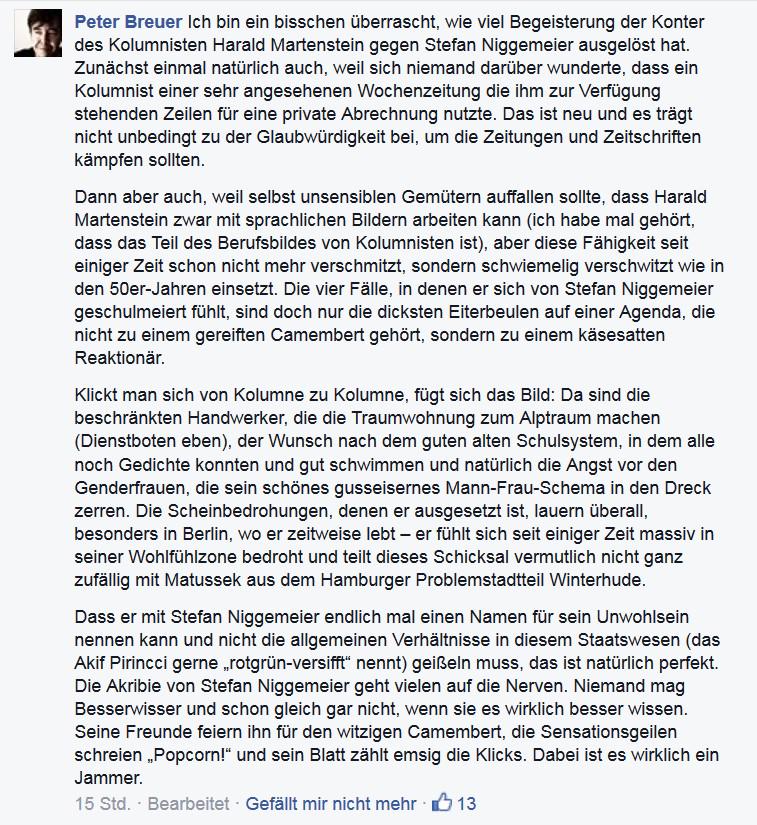 Peter Breuer Ich bin ein bisschen überrascht, wie viel Begeisterung der Konter
des Kolumnisten Harald Martenstein gegen Stefan Niggemeier ausgelöst hat.
Zunächst einmal natürlich auch, weil sich niemand darüber wunderte, dass ein
Kolumnist einer sehr angesehenen Wochenzeitung die ihm zur Verfügung
stehenden Zeilen für eine private Abrechnung nutzte. Das ist neu und es trägt
nicht unbedingt zu der Glaubwürdigkeit bei, um die Zeitungen und Zeitschriften
kämpfen sollten.
Dann aber auch, weil selbst unsensiblen Gemütern auffallen sollte, dass Harald
Martenstein zwar mit sprachlichen Bildern arbeiten kann (ich habe mal gehört,
dass das Teil des Berufsbildes von Kolumnisten ist), aber diese Fähigkeit seit
einiger Zeit schon nicht mehr verschmitzt, sondern schwiemelig verschwitzt wie in
den 50er-Jahren einsetzt. Die vier Fälle, in denen er sich von Stefan Niggemeier
geschulmeiert fühlt, sind doch nur die dicksten Eiterbeulen auf einer Agenda, die
nicht zu einem gereiften Camembert gehört, sondern zu einem käsesatten
Reaktionär.
Klickt man sich von Kolumne zu Kolumne, fügt sich das Bild: Da sind die
beschränkten Handwerker, die die Traumwohnung zum Alptraum machen
(Dienstboten eben), der Wunsch nach dem guten alten Schulsystem, in dem alle
noch Gedichte konnten und gut schwimmen und natürlich die Angst vor den
Genderfrauen, die sein schönes gusseisernes Mann-Frau-Schema in den Dreck
zerren. Die Scheinbedrohungen, denen er ausgesetzt ist, lauern überall,
besonders in Berlin, wo er zeitweise lebt – er fühlt sich seit einiger Zeit massiv in
seiner Wohlfühlzone bedroht und teilt dieses Schicksal vermutlich nicht ganz
zufällig mit Matussek aus dem Hamburger Problemstadtteil Winterhude.
Dass er mit Stefan Niggemeier endlich mal einen Namen für sein Unwohlsein
nennen kann und nicht die allgemeinen Verhältnisse in diesem Staatswesen (das
Akif Pirincci gerne „rotgrün-versifft“ nennt) geißeln muss, das ist natürlich perfekt.
Die Akribie von Stefan Niggemeier geht vielen auf die Nerven. Niemand mag
Besserwisser und schon gleich gar nicht, wenn sie es wirklich besser wissen.
Seine Freunde feiern ihn für den witzigen Camembert, die Sensationsgeilen
schreien „Popcorn!“ und sein Blatt zählt emsig die Klicks. Dabei ist es wirklich ein
Jammer.
15 Std. · Bearbeitet · Gefällt mir nicht mehr · 13